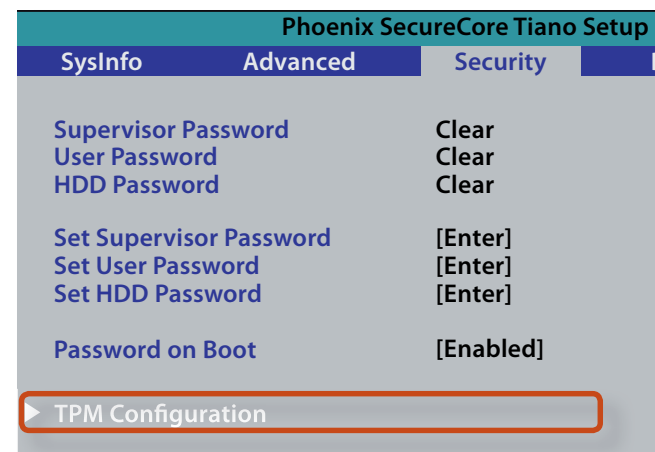 Phoenix SecureCore Tiano Setup
SysInfo Advanced Security
Supervisor Password Clear
User Password Clear
HDD Password Clear
Set Supervisor Password [Enter]
Set User Password [Enter]
Set HDD Password [Enter]
Password on Boot [Enabled]
TPM Configuration